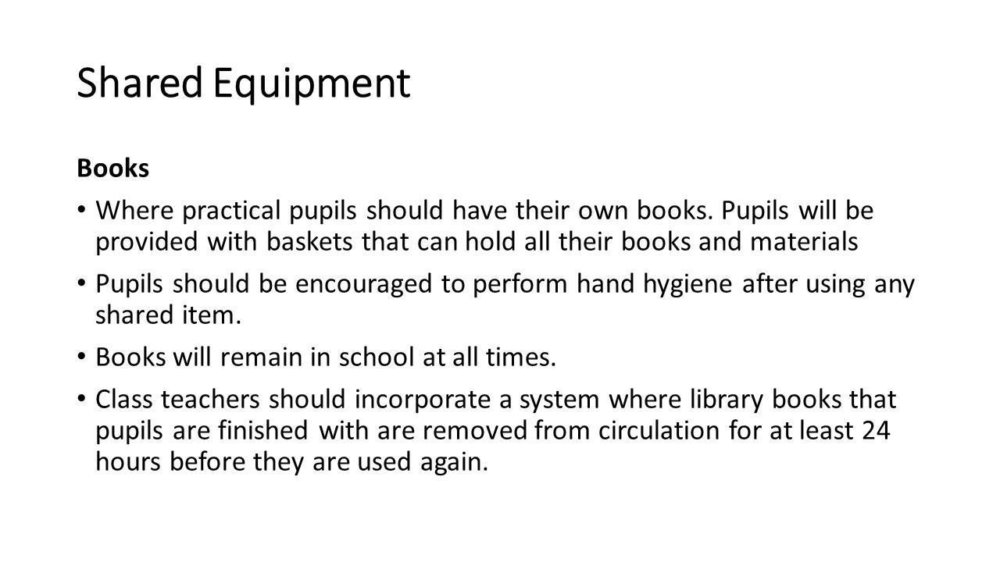 Shared Equipment
Books
• Where practical pupils should have their own books. Pupils will be
provided with baskets that can hold all their books and materials
• Pupils should be encouraged to perform hand hygiene after using any
shared item.
• Books will remain in school at all times.
• Class teachers should incorporate a system where library books that
pupils are finished with are removed from circulation for at least 24
hours before they are used again.